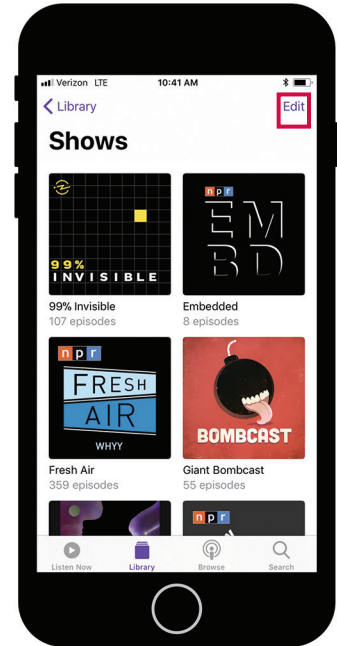 Verizon LTE 10:41 AM
Library Edit
Shows
99%
INVISIBLE
npr
EMBD
99% Invisible Embedded
107 episodes 8 episodes
npr
FRESH
AIR
WHYY
BOMBCAST
Fresh Air Giant Bombcast
359 episodes 55 episodes
npr
Listen Now Library Browse Search